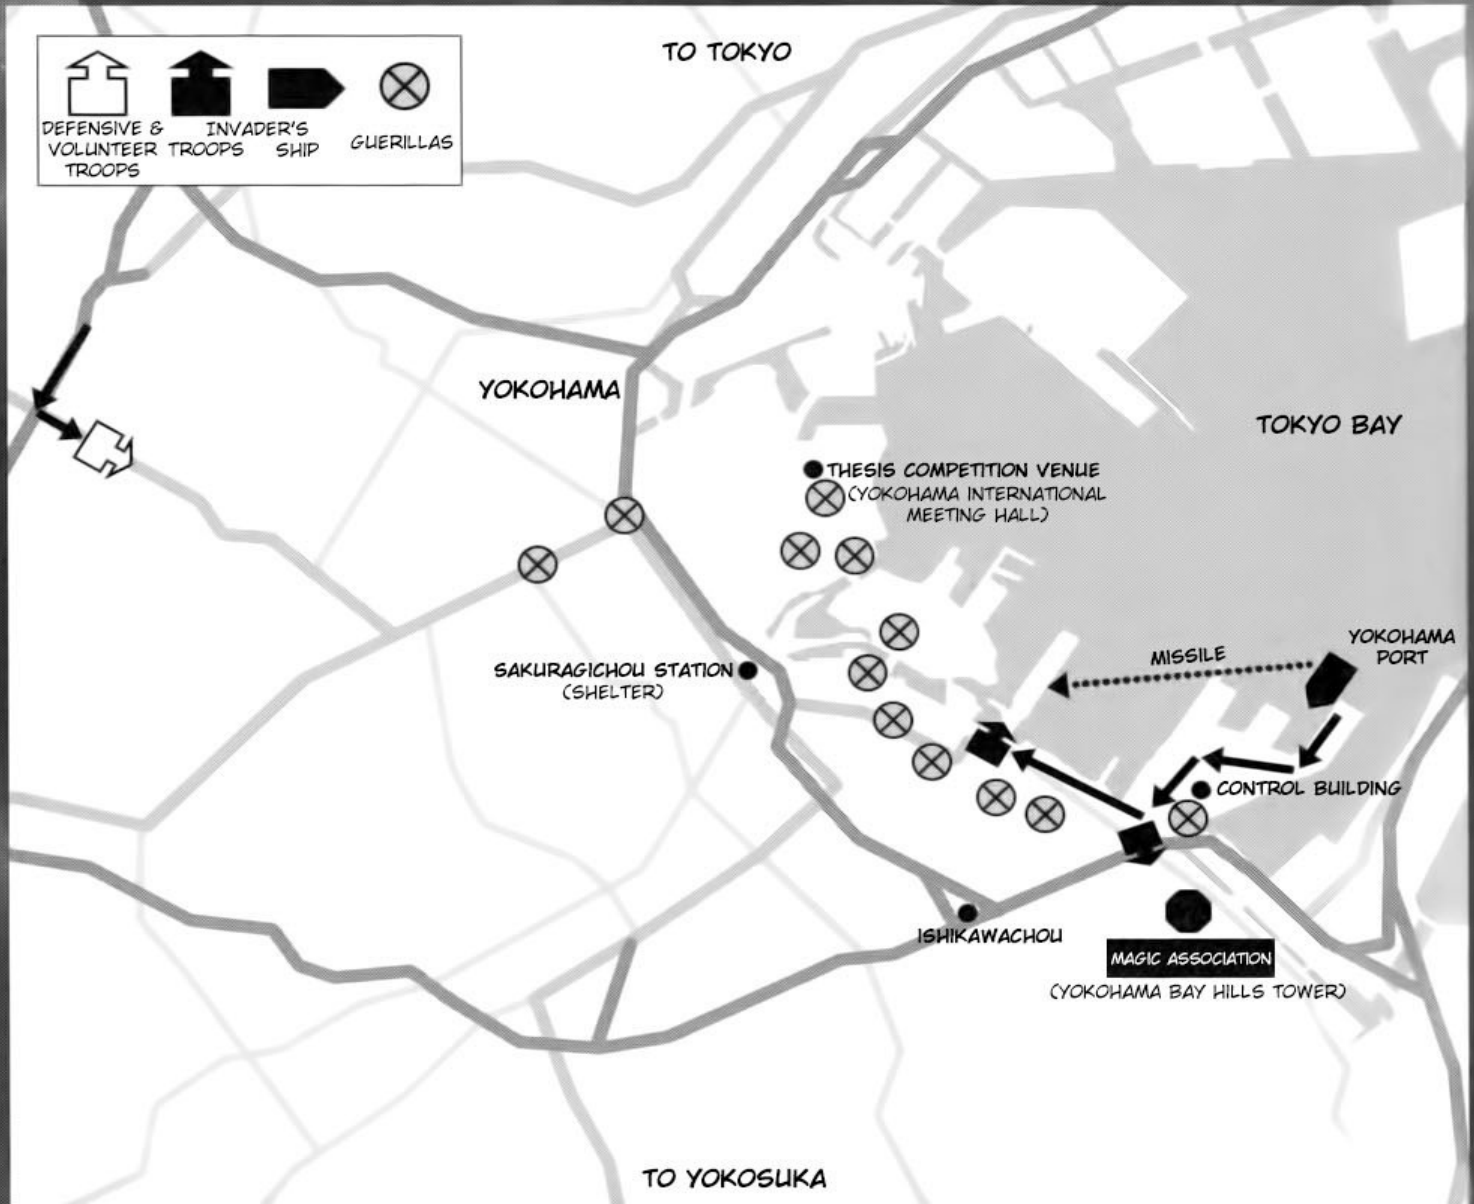 TO TOKYO
DEFENSIVE &
VOLUNTEER
TROOPS
INVADER'S
TROOPS
SHIP
GUERILLAS
YOKOHAMA
TOKYO BAY
THESIS COMPETITION VENUE
(YOKOHAMA INTERNATIONAL
MEETING HALL)
YOKOHAMA
PORT
MISSILE
SAKURAGICHOU STATION
(SHELTER)
CONTROL BUILDING
ISHIKAWACHOU
MAGIC ASSOCIATION
(YOKOHAMA BAY HILLS TOWER)
TO YOKOSUKA